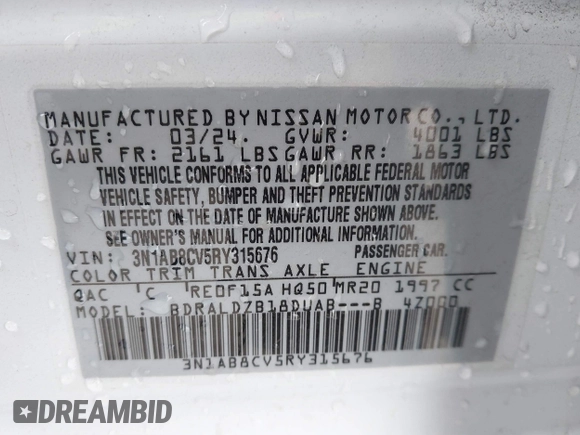 MANUFACTURED BY NISSAN MOTOR CO., LTD.
DATE: 03/24. GVWR: 4001 LBS
GAWR FR: 2161 LBS GAWR RR: 1863 LBS
THIS VEHICLE CONFORMS TO ALL APPLICABLE FEDERAL MOTOR
VEHICLE SAFETY, BUMPER AND THEFT PREVENTION STANDARDS
IN EFFECT ON THE DATE OF MANUFACTURE SHOWN ABOVE.
SEE OWNER'S MANUAL FOR ADDITIONAL INFORMATION.
VIN: 3N1AB8CV5RY315676 PASSENGER CAR.
COLOR TRIM TRANS AXLE ENGINE
QAC C RE0F15A HQ50 MR20 1997 CC
MODEL: BDRALDZB18DUAB---B 4Z000
3N1AB8CV5RY315676
DREAMBID